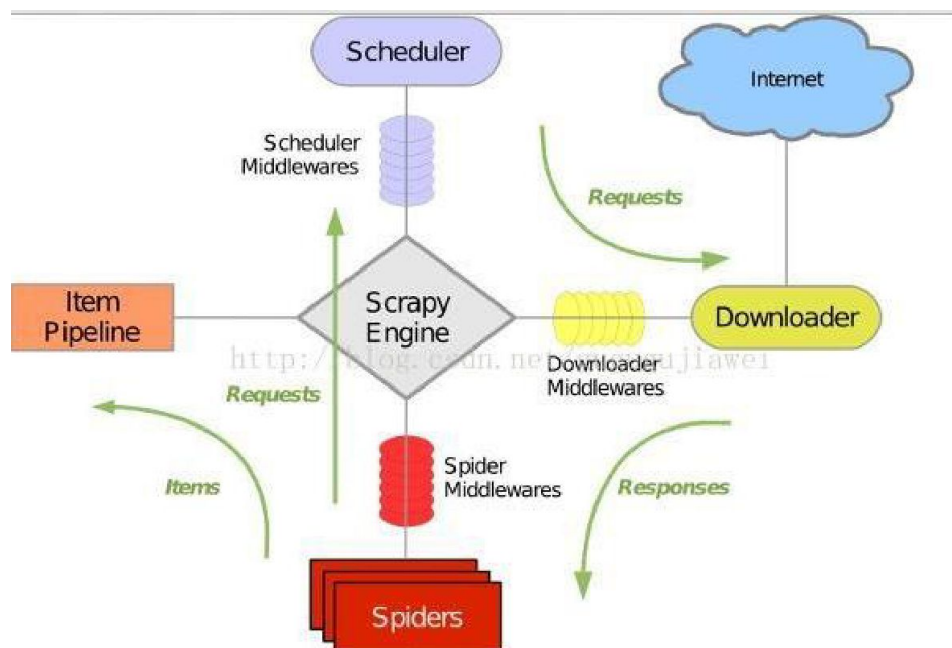 Scheduler
Internet
Scheduler
Middlewares
Requests
Item
Pipeline
Scrapy
Engine
Downloader
Downloader
Middlewares
Requests
Items
Spider
Middlewares
Responses
Spiders